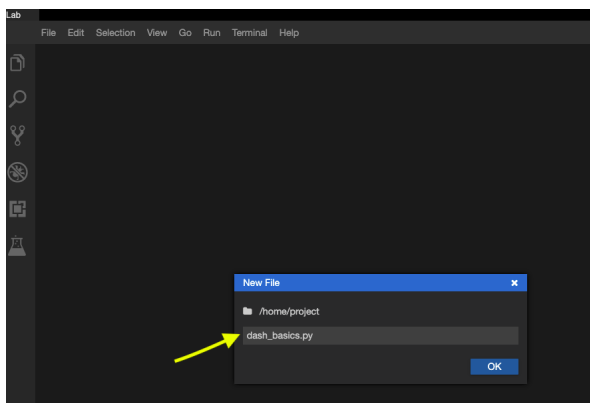 Lab
File Edit Selection View Go Run Terminal Help
New File
/home/project
dash_basics.py
OK